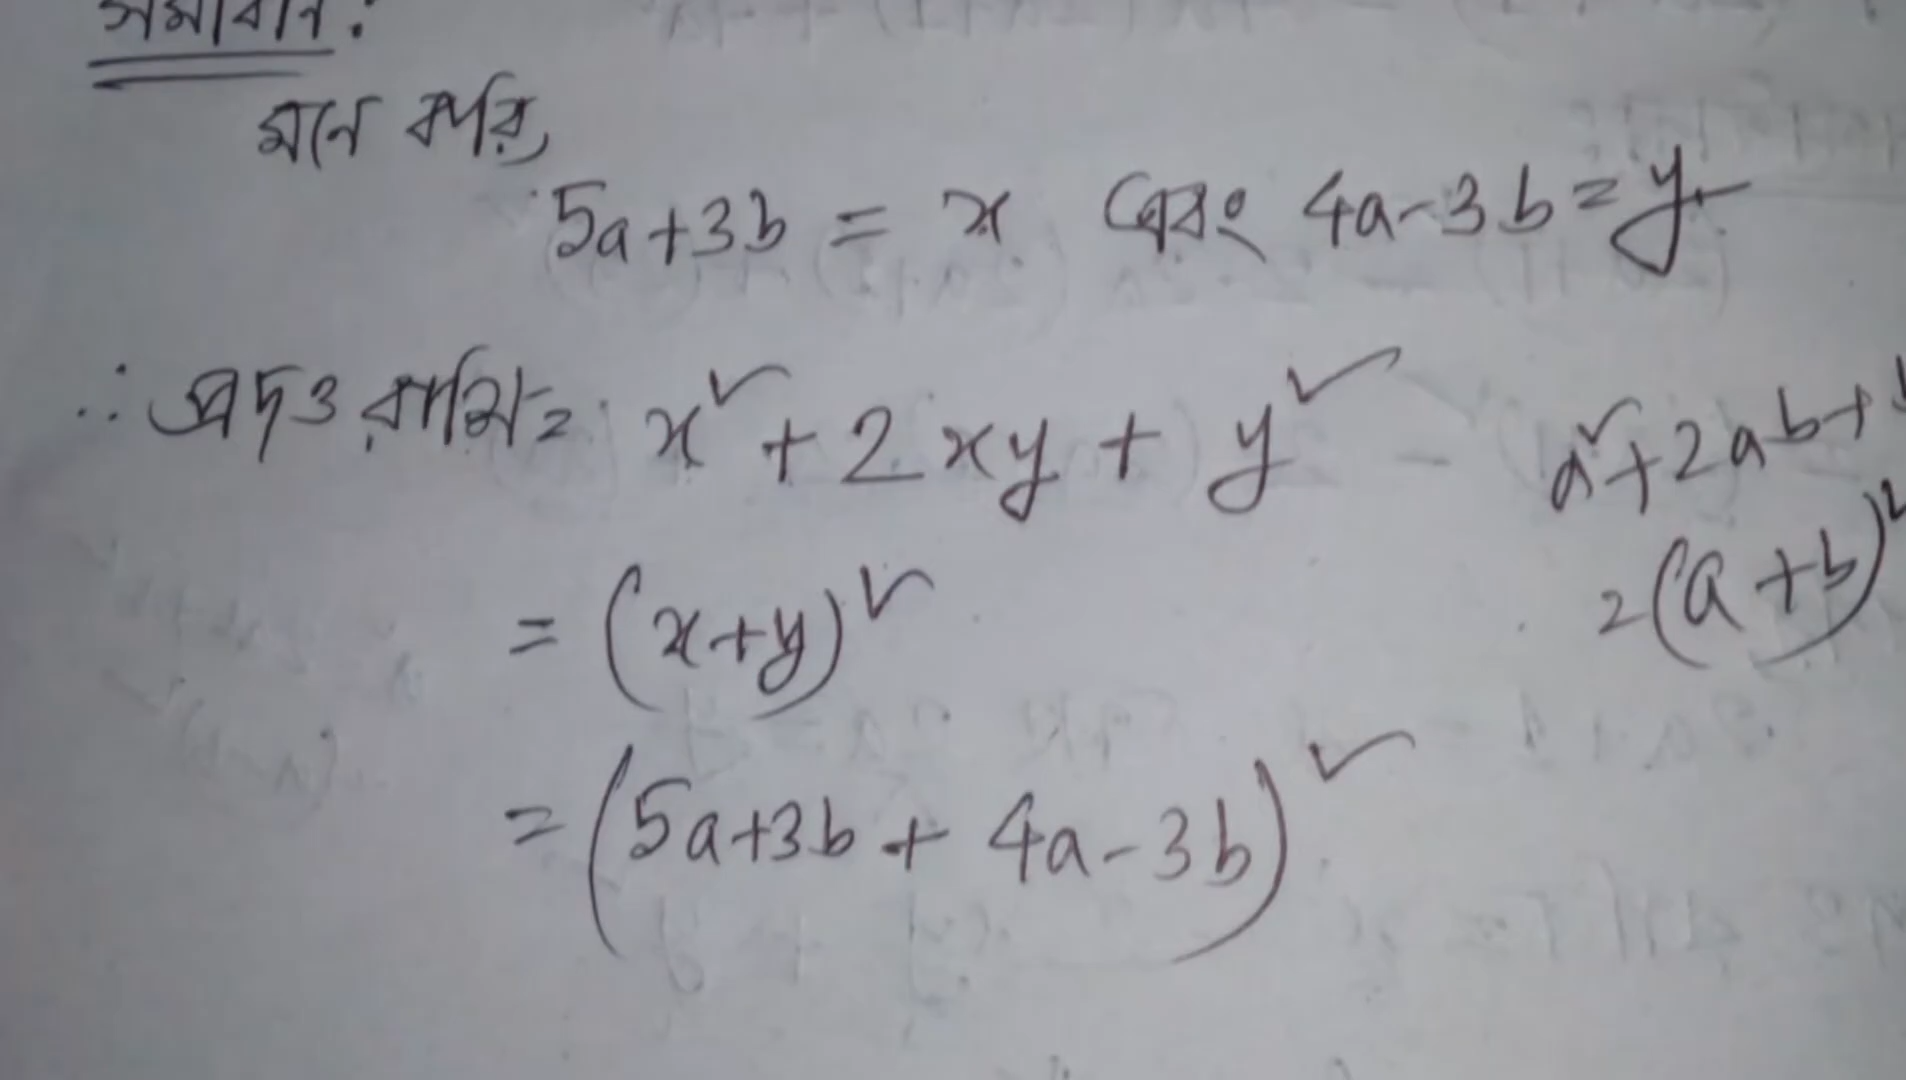 সমাধান:
মনে করি,
5a+3b = x এবং 4a-3b=y
∴ প্রদত্ত রাশি = x² + 2xy + y²
a²+2ab+
=(a+b)²
= (x+y)²
= (5a+3b + 4a-3b)²